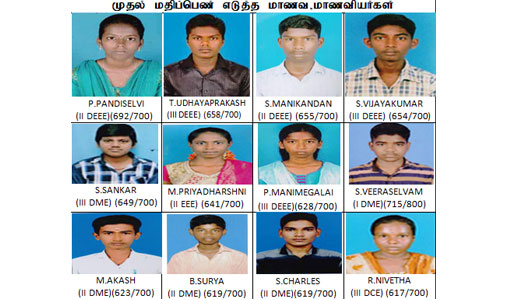 முதல் மதிப்பெண் எடுத்த மாணவ,மாணவியர்கள்
P.PANDISELVI T.UDHAYAPRAKASH S.MANIKANDAN S.VIJAYAKUMAR
(II DEEE)(692/700) (III DEEE) (658/700) (II DEEE) (655/700) (III DEEE) (654/700)
S.SANKAR M.PRIYADHARSHNI P.MANIMEGALAI S.VEERASELVAM
(III DME) (649/700) (II EEE) (641/700) (III DEEE)(628/700) (I DME)(715/800)
M.AKASH B.SURYA S.CHARLES R.NIVETHA
(II DME)(623/700) (II DME) (619/700) (II DME)(619/700) (III DCE) (617/700)